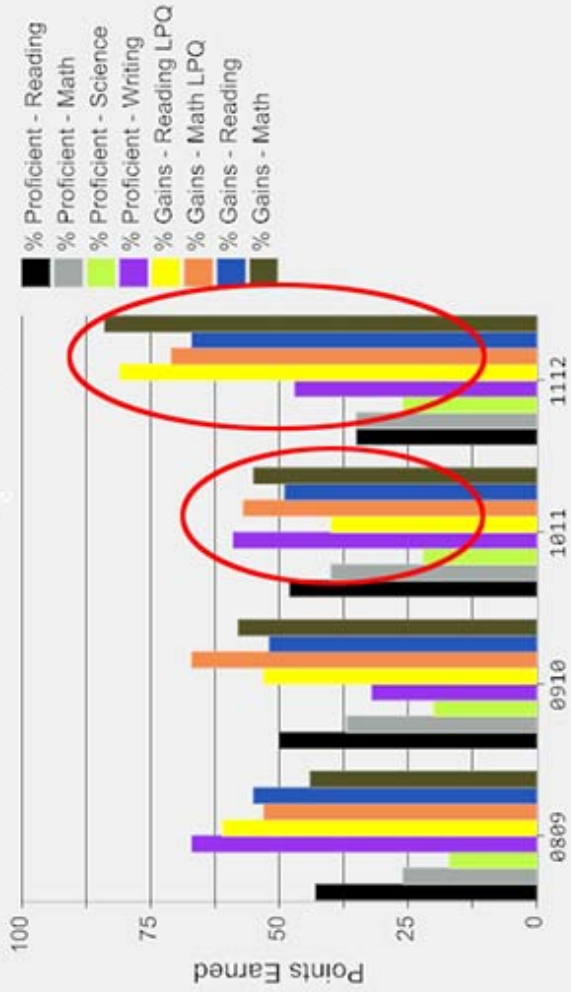 Points Earned
100
75
50
25
0
0809
0910
1011
1112
% Proficient - Reading
% Proficient - Math
% Proficient - Science
% Proficient - Writing
% Gains - Reading LPQ
% Gains - Math LPQ
% Gains - Reading
% Gains - Math